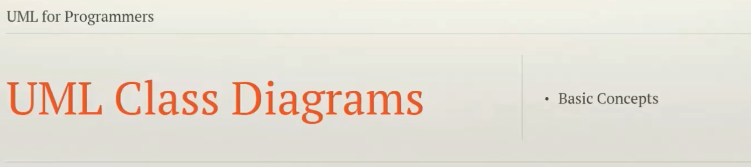 UML for Programmers
UML Class Diagrams
• Basic Concepts